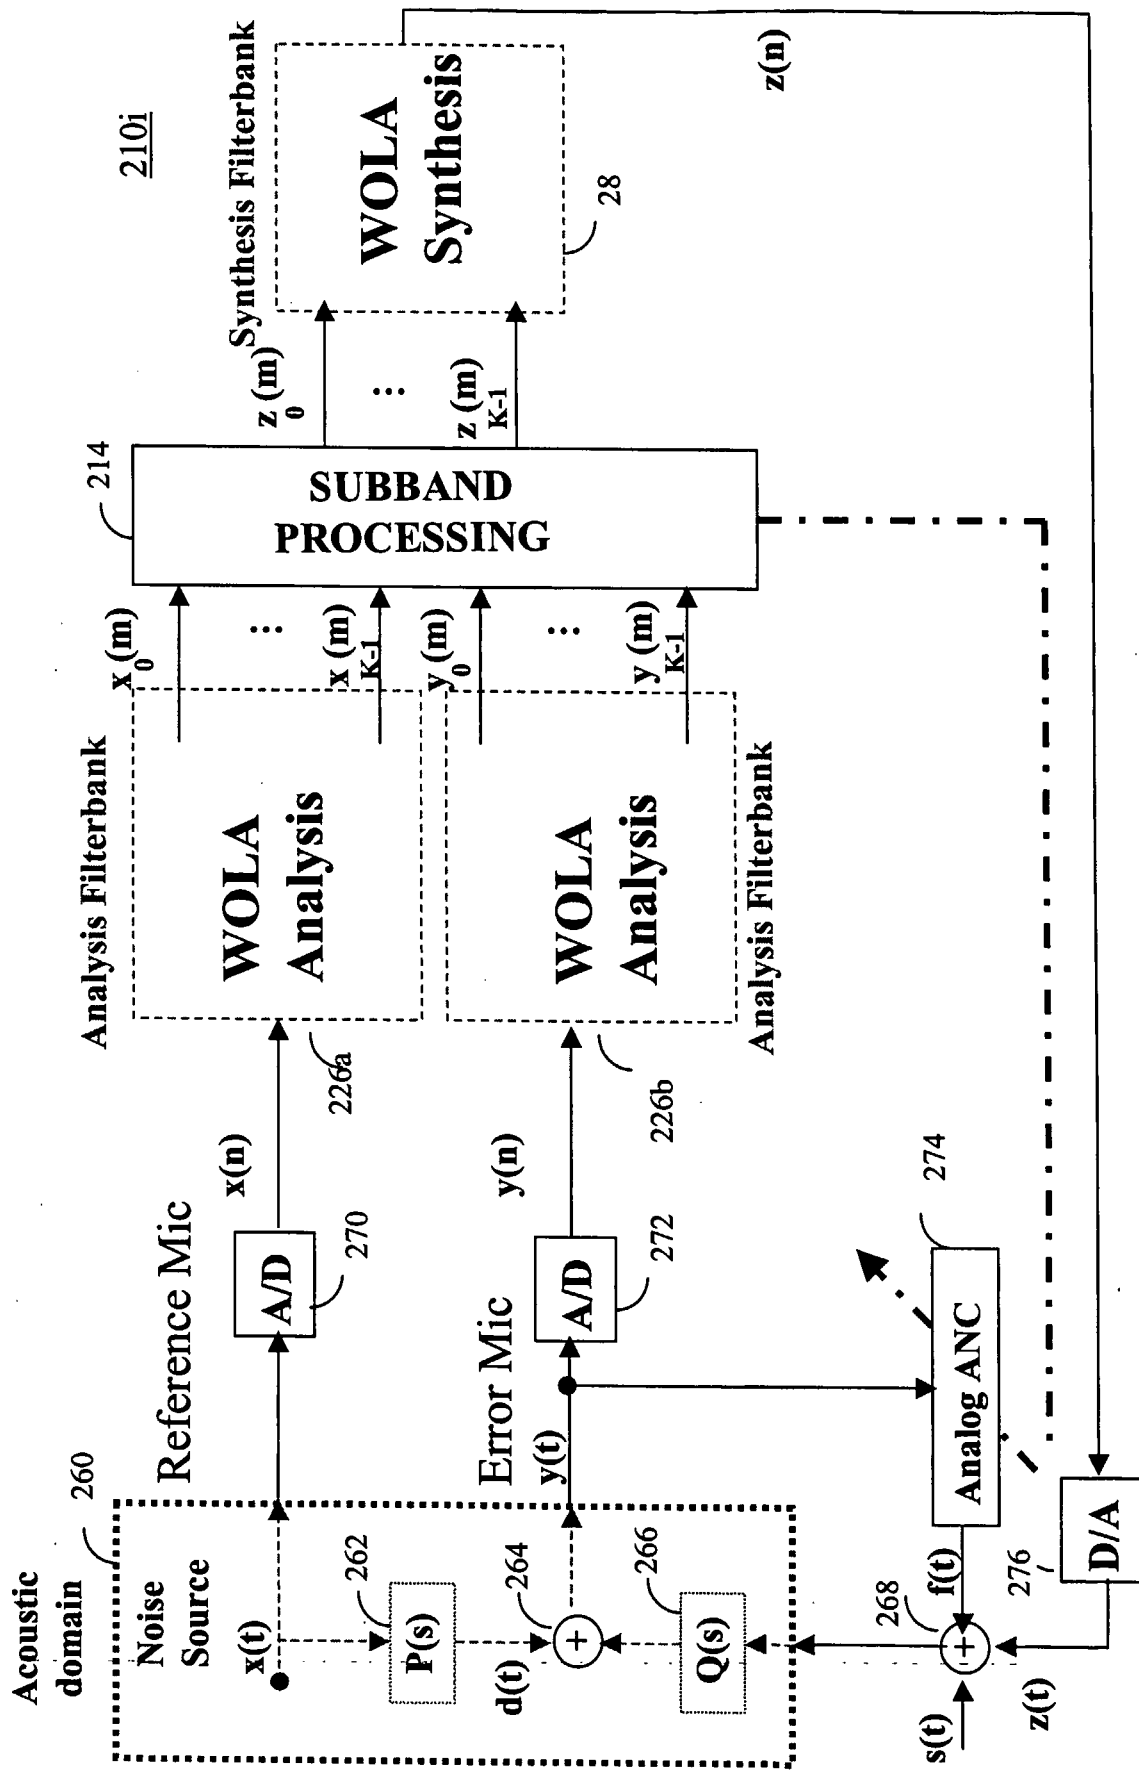 210i
Acoustic
domain
260
Noise
Source
x(t)
262
P(s)
d(t)
264
+
266
Q(s)
Reference Mic
A/D
270
x(n)
Error Mic
y(t)
A/D
272
y(n)
Analysis Filterbank
WOLA
Analysis
226a
WOLA
Analysis
226b
Analysis Filterbank
x0(m)
...
xK-1(m)
y0(m)
...
yK-1(m)
214
SUBBAND
PROCESSING
z0(m)
...
zK-1(m)
Synthesis Filterbank
WOLA
Synthesis
28
z(n)
274
Analog ANC
f(t)
268
+
s(t)
z(t)
276
D/A